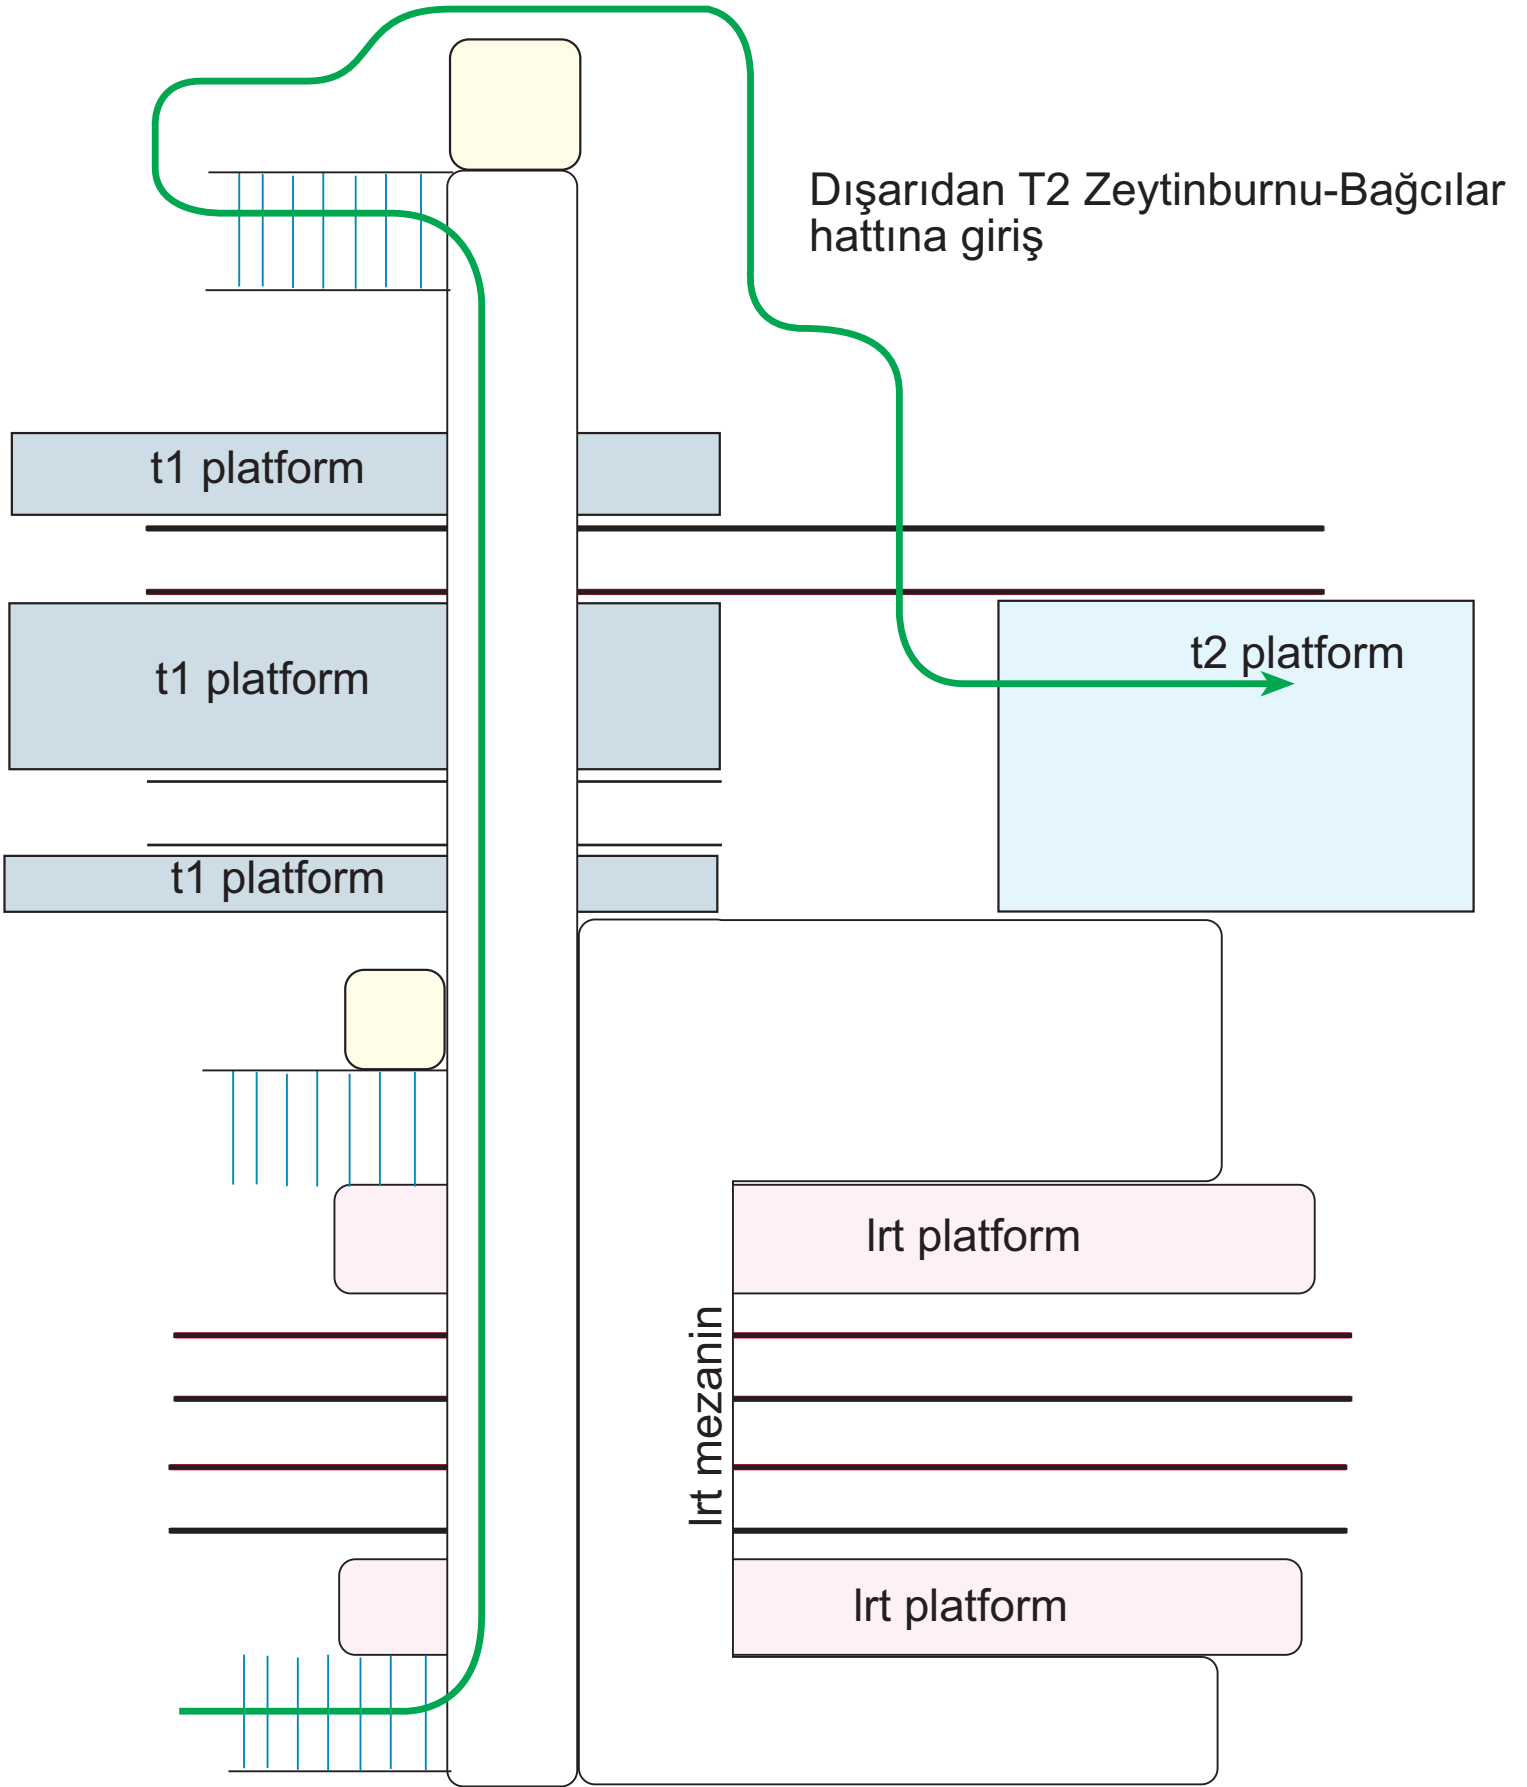 Dışarıdan T2 Zeytinburnu-Bağcılar
hattına giriş
t1 platform
t2 platform
t1 platform
t1 platform
lrt platform
lrt mezanin
lrt platform